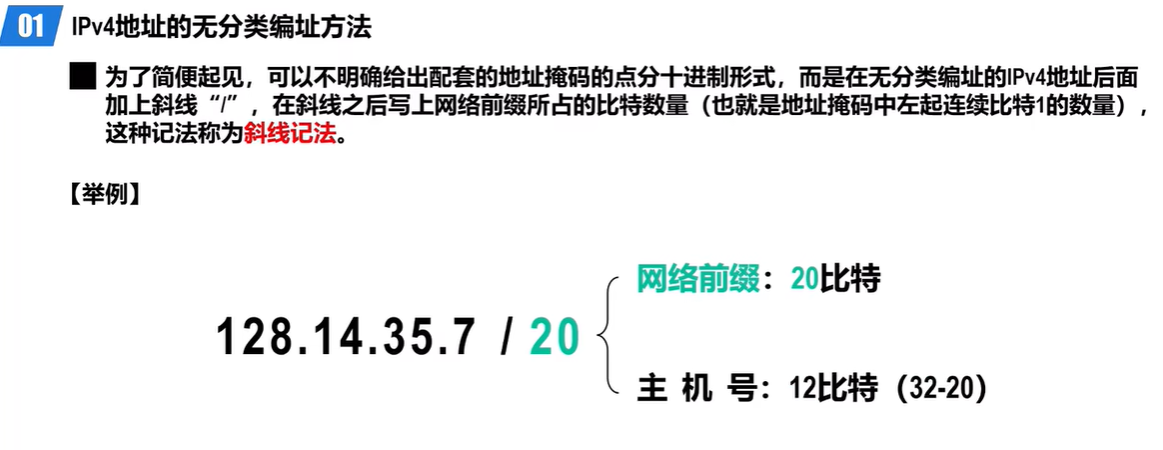 01 IPv4地址的无分类编址方法
■ 为了简便起见，可以不明确给出配套的地址掩码的点分十进制形式，而是在无分类编址的IPv4地址后面
加上斜线“/”，在斜线之后写上网络前缀所占的比特数量（也就是地址掩码中左起连续比特1的数量），
这种记法称为斜线记法。
【举例】
网络前缀：20比特
128.14.35.7 / 20
主 机 号：12比特（32-20）